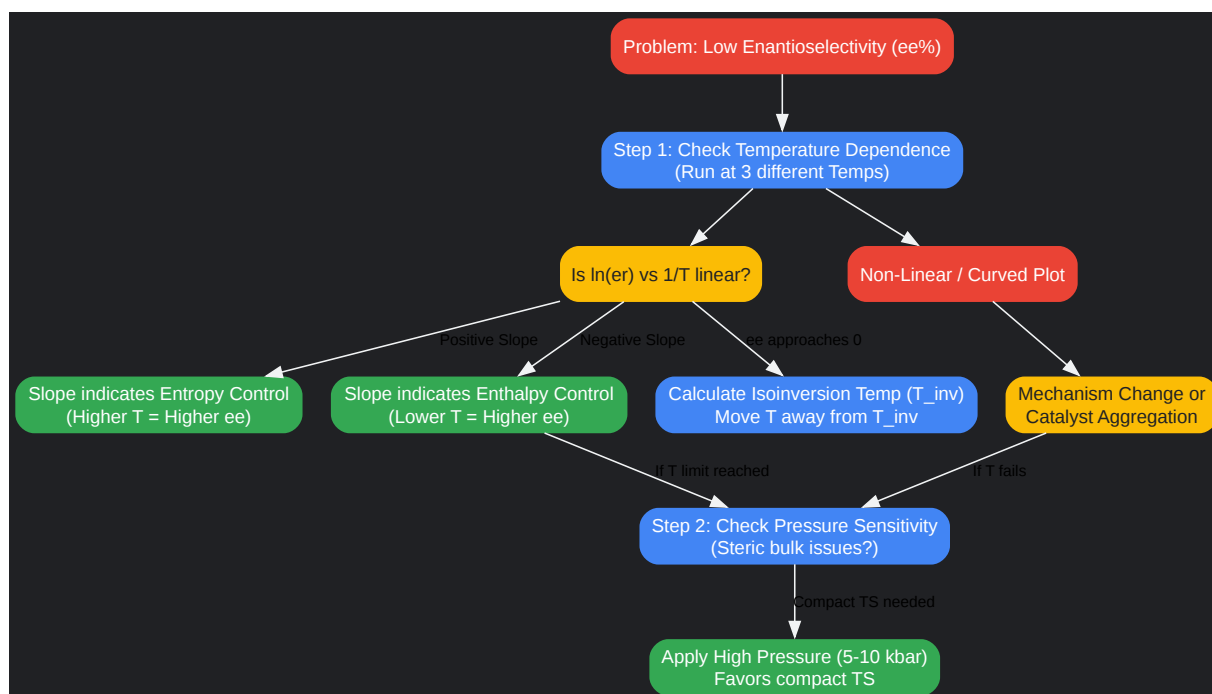 Problem: Low Enantioselectivity (ee%)
Step 1: Check Temperature Dependence
(Run at 3 different Temps)
Is ln(er) vs 1/T linear?
Non-Linear / Curved Plot
Positive Slope
Negative Slope
ee approaches 0
Slope indicates Entropy Control
(Higher T = Higher ee)
Slope indicates Enthalpy Control
(Lower T = Higher ee)
Calculate Isoinversion Temp (T_inv)
Move T away from T_inv
Mechanism Change or
Catalyst Aggregation
If T limit reached
If T fails
Step 2: Check Pressure Sensitivity
(Steric bulk issues?)
Compact TS needed
Apply High Pressure (5-10 kbar)
Favors compact TS